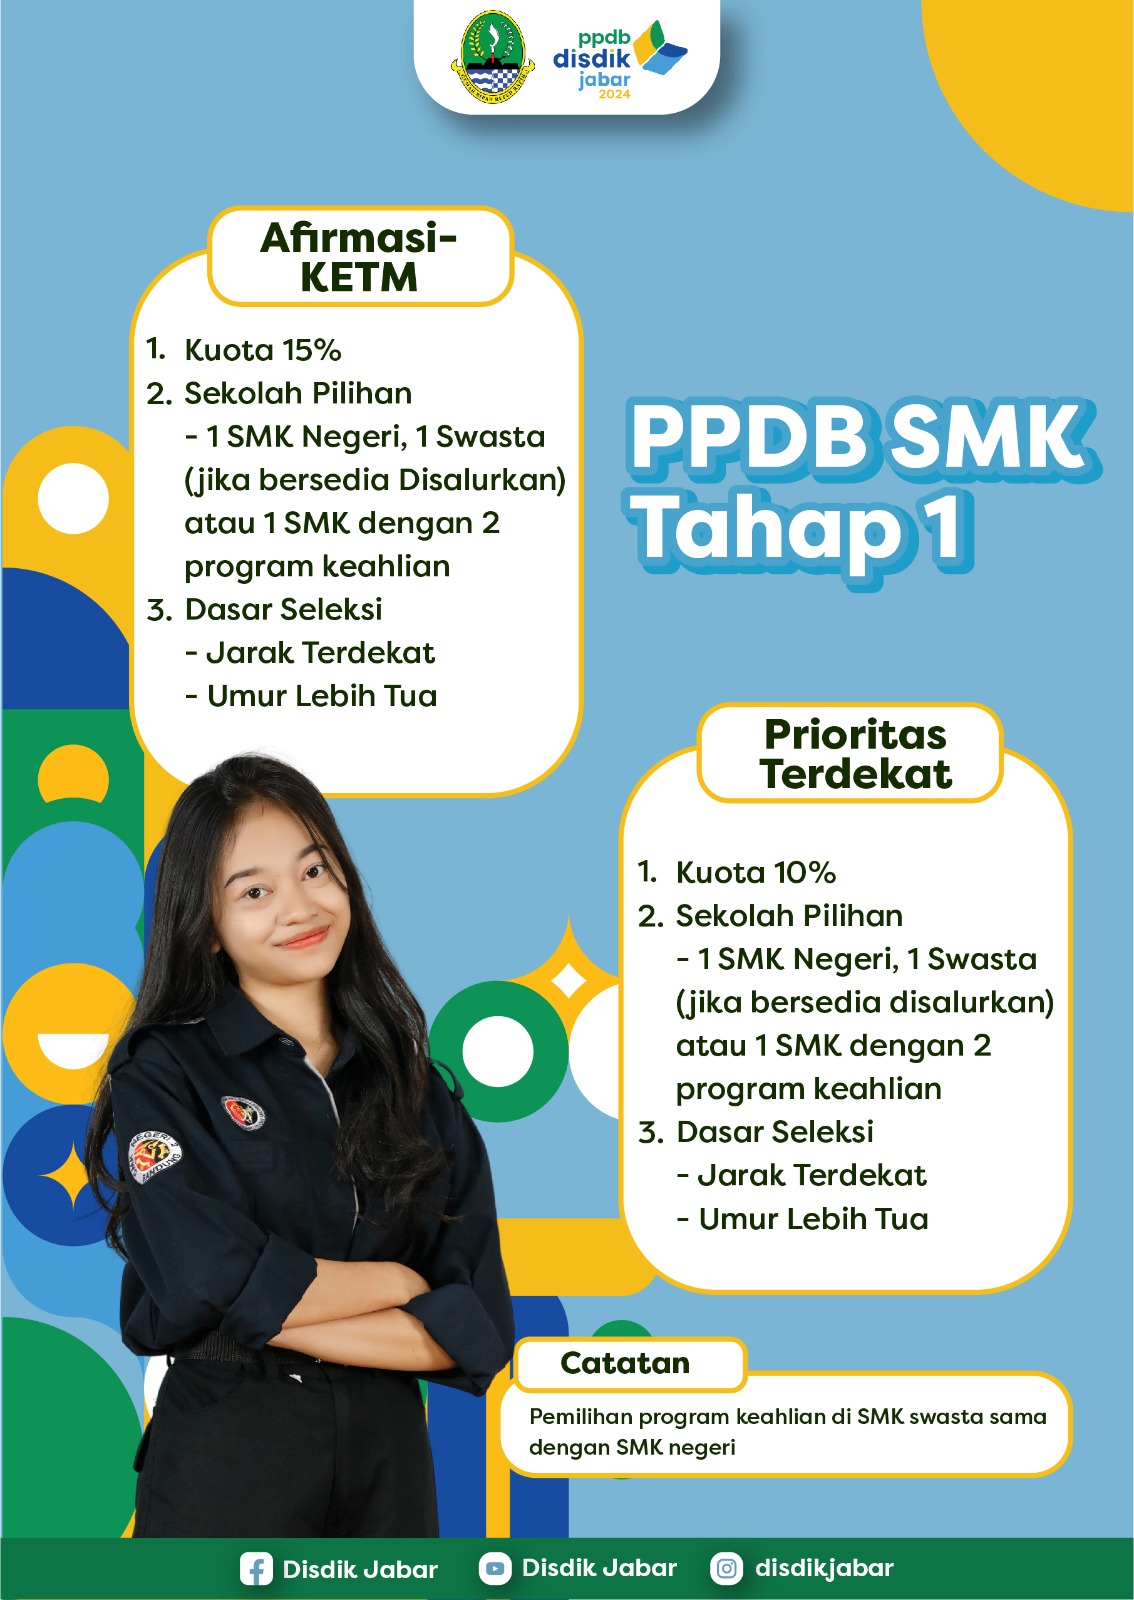 ppdb
disdik
jabar
2024
Afirmasi-
KETM
1. Kuota 15%
2. Sekolah Pilihan
- 1 SMK Negeri, 1 Swasta
(jika bersedia Disalurkan)
atau 1 SMK dengan 2
program keahlian
3. Dasar Seleksi
- Jarak Terdekat
- Umur Lebih Tua
PPDB SMK
Tahap 1
Prioritas
Terdekat
1. Kuota 10%
2. Sekolah Pilihan
- 1 SMK Negeri, 1 Swasta
(jika bersedia disalurkan)
atau 1 SMK dengan 2
program keahlian
3. Dasar Seleksi
- Jarak Terdekat
- Umur Lebih Tua
NEGERI 2
BANDUNG
Catatan
Pemilihan program keahlian di SMK swasta sama
dengan SMK negeri
Disdik Jabar
Disdik Jabar
disdikjabar